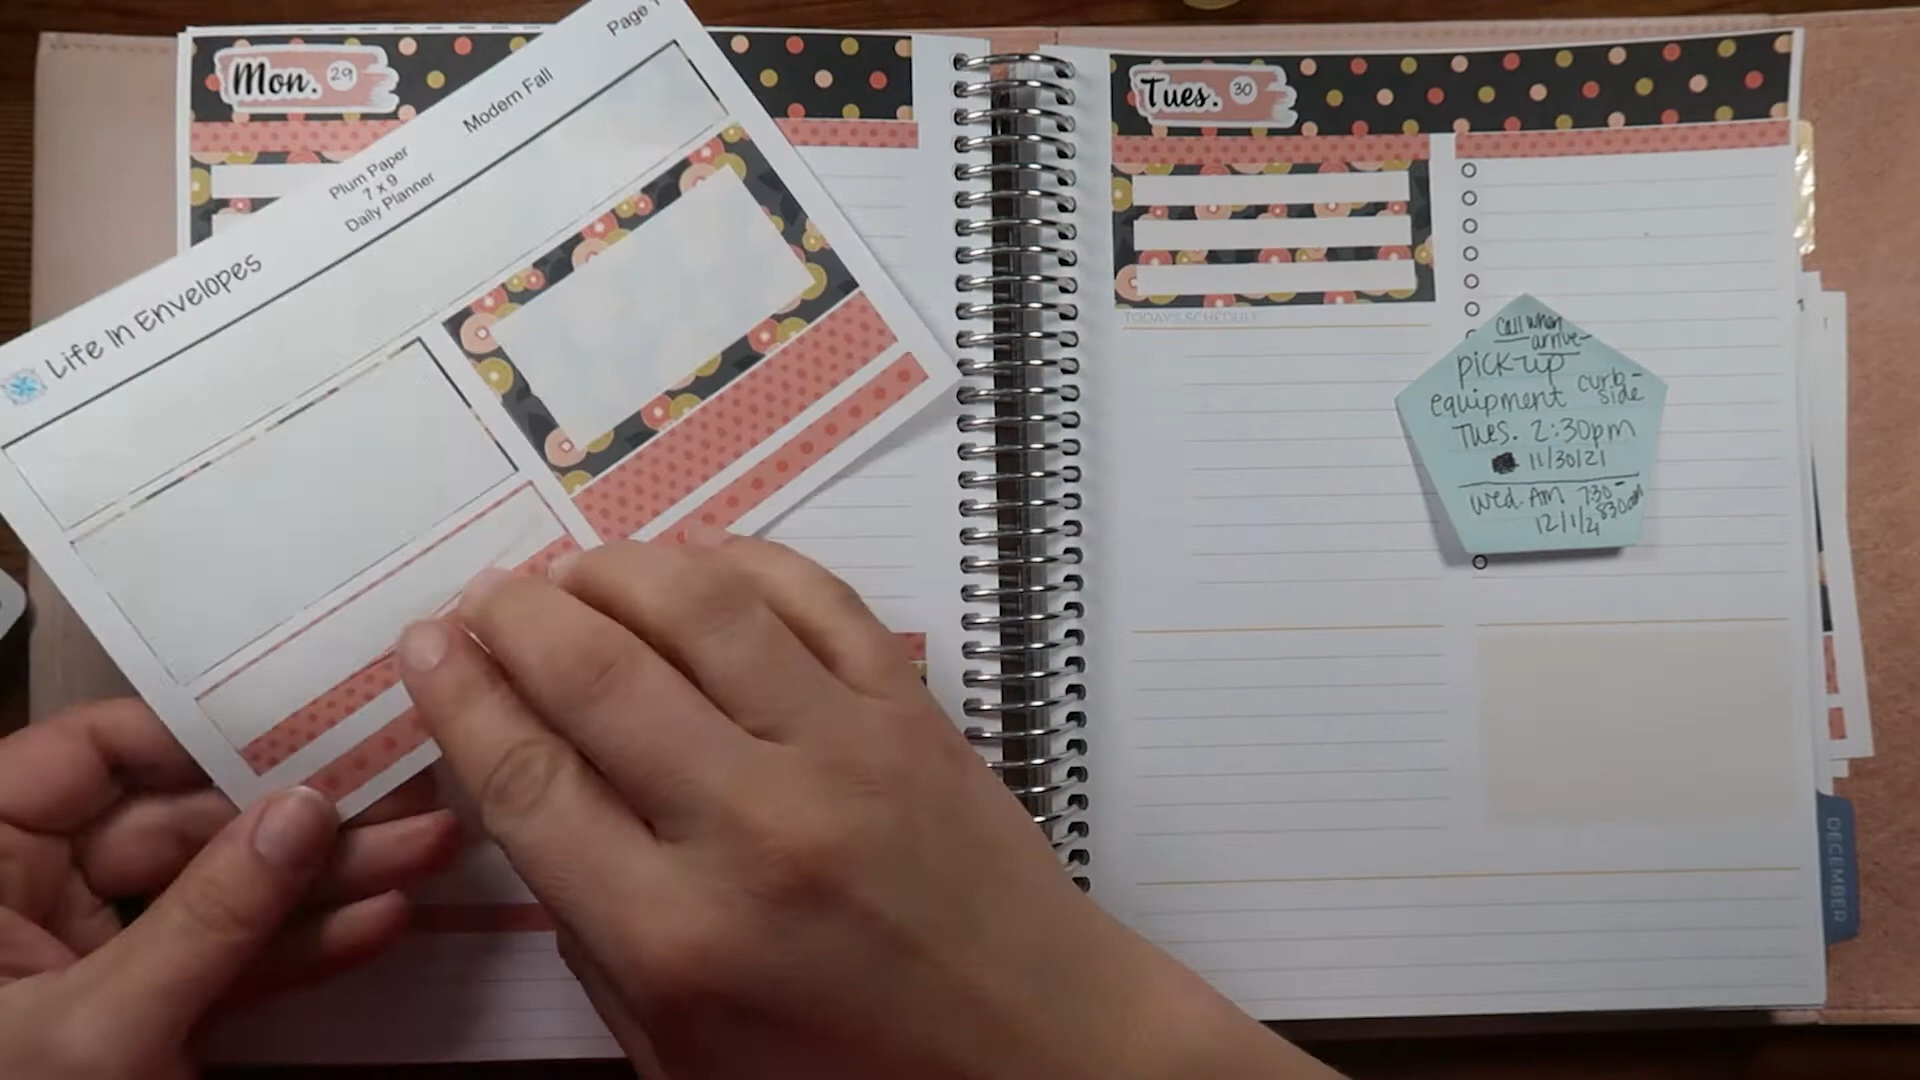 Mon. 29
Page 1
Modern Fall
Plum Paper
7 x 9
Daily Planner
Life In Envelopes
Tues. 30
TODAY'S SCHEDULE
call when
arrive-
pick-up
equipment curb-
side
Tues. 2:30pm
11/30/21
Wed. Am 7:30-
8:30am
12/1/21
DECEMBER